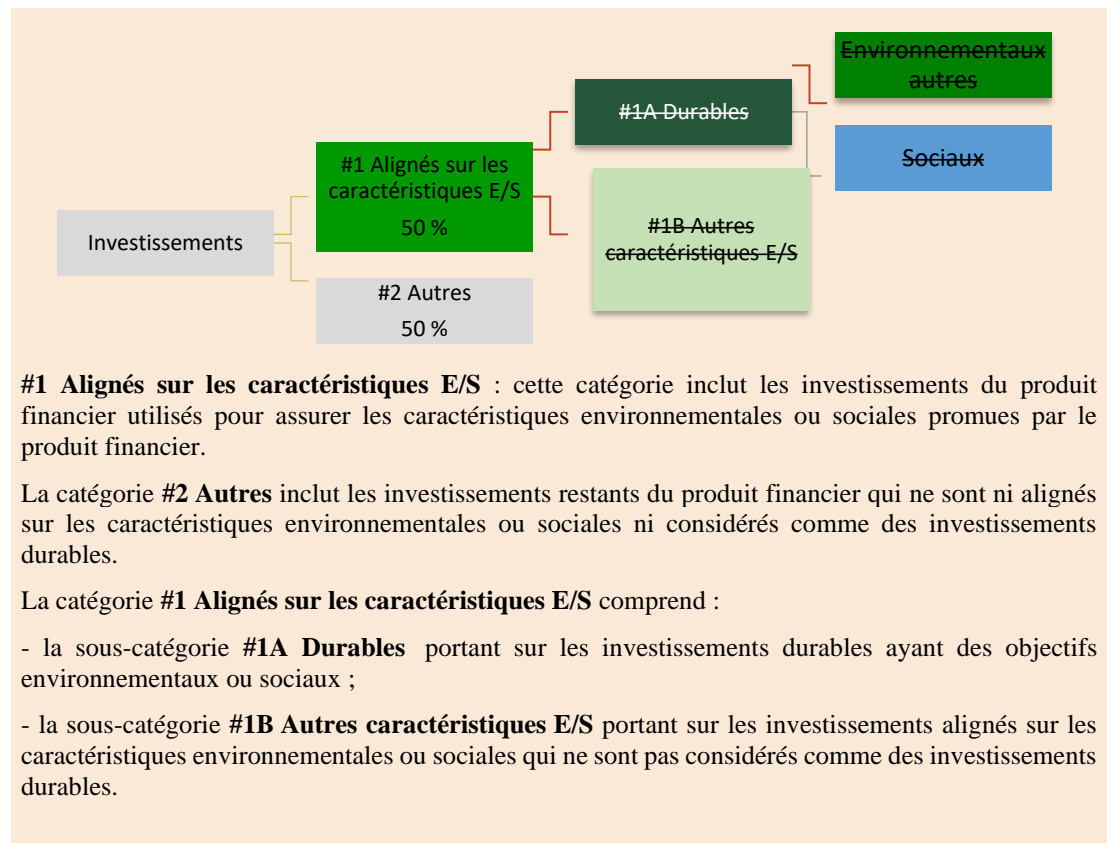 Environnementaux
autres
#1A Durables
Sociaux
#1 Alignés sur les
caractéristiques E/S
50 %
#1B Autres
caractéristiques E/S
Investissements
#2 Autres
50 %
#1 Alignés sur les caractéristiques E/S : cette catégorie inclut les investissements du produit
financier utilisés pour assurer les caractéristiques environnementales ou sociales promues par le
produit financier.
La catégorie #2 Autres inclut les investissements restants du produit financier qui ne sont ni alignés
sur les caractéristiques environnementales ou sociales ni considérés comme des investissements
durables.
La catégorie #1 Alignés sur les caractéristiques E/S comprend :
- la sous-catégorie #1A Durables portant sur les investissements durables ayant des objectifs
environnementaux ou sociaux ;
- la sous-catégorie #1B Autres caractéristiques E/S portant sur les investissements alignés sur les
caractéristiques environnementales ou sociales qui ne sont pas considérés comme des investissements
durables.